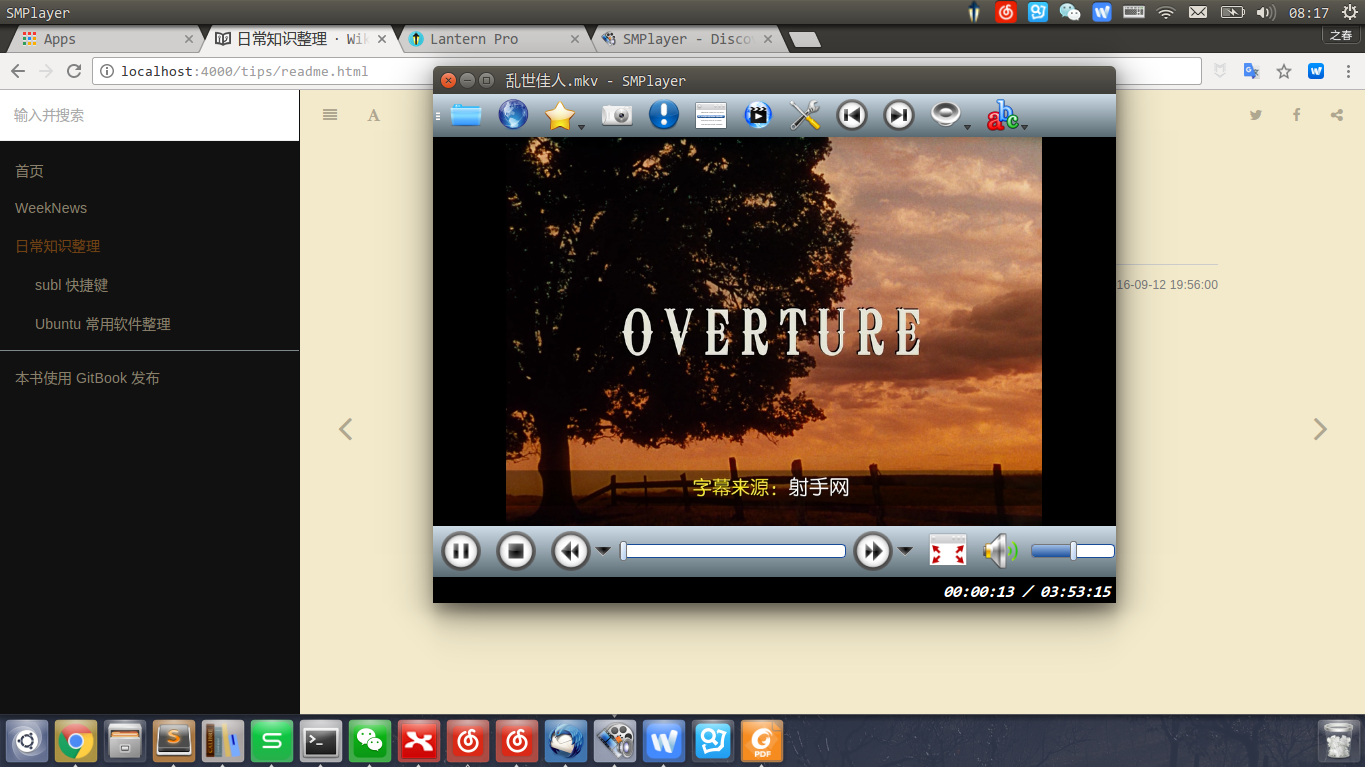 SMPlayer
08:17
Apps
日常知识整理 · Wik
Lantern Pro
SMPlayer - Disco
之春
localhost:4000/tips/readme.html
乱世佳人.mkv - SMPlayer
输入并搜索
A
abc
首页
WeekNews
日常知识整理
subl 快捷键
Ubuntu 常用软件整理
本书使用 GitBook 发布
16-09-12 19:56:00
OVERTURE
字幕来源：射手网
00:00:13 / 03:53:15
PDF